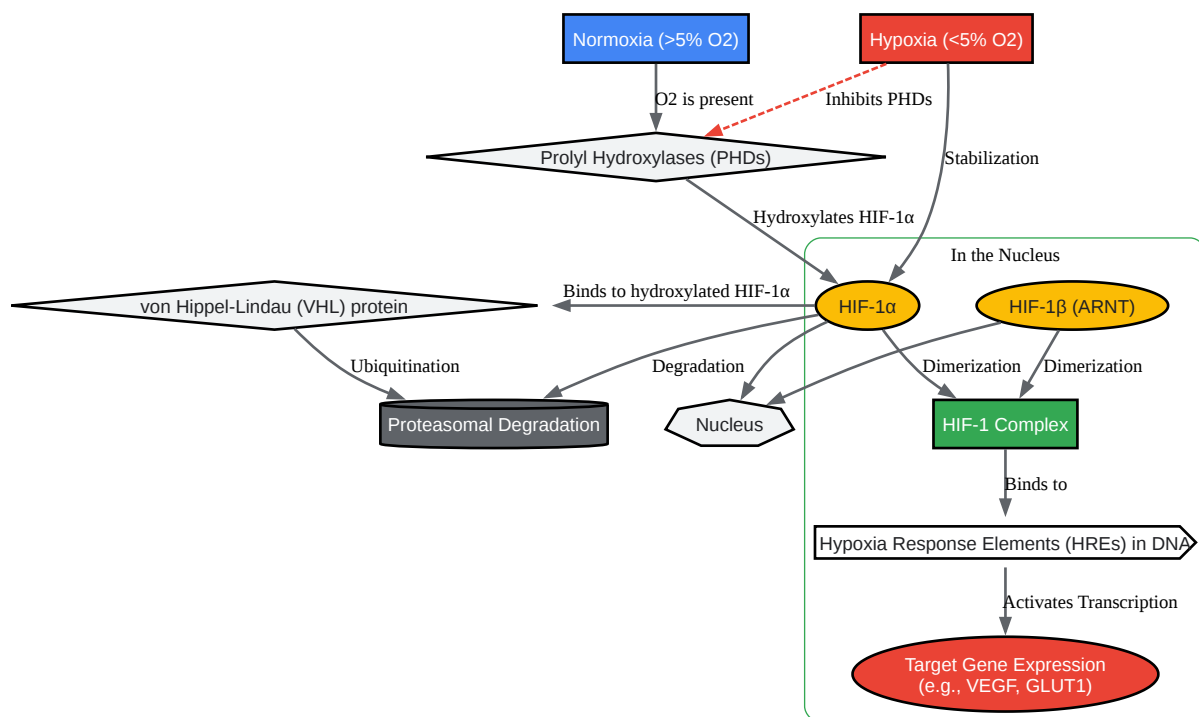 Normoxia (>5% O2)
Hypoxia (<5% O2)
O2 is present
Inhibits PHDs
Prolyl Hydroxylases (PHDs)
Stabilization
Hydroxylates HIF-1α
In the Nucleus
von Hippel-Lindau (VHL) protein
Binds to hydroxylated HIF-1α
HIF-1α
HIF-1β (ARNT)
Ubiquitination
Degradation
Dimerization
Dimerization
Proteasomal Degradation
Nucleus
HIF-1 Complex
Binds to
Hypoxia Response Elements (HREs) in DNA
Activates Transcription
Target Gene Expression
(e.g., VEGF, GLUT1)